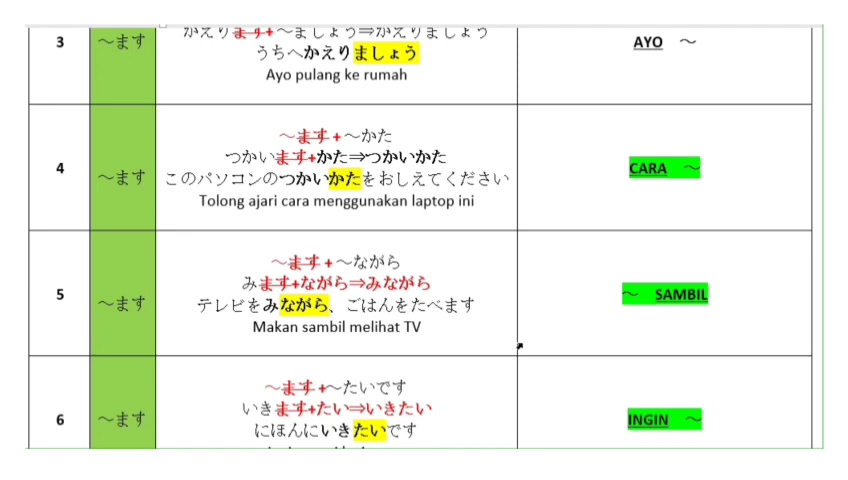 かえります+～ましょう⇒かえりましょう
3 ～ます うちへかえりましょう AYO ～
Ayo pulang ke rumah
～ます+～かた
つかいます+かた⇒つかいかた
4 ～ます このパソコンのつかいかたをおしえてください CARA ～
Tolong ajari cara menggunakan laptop ini
～ます+～ながら
みます+ながら⇒みながら
5 ～ます テレビをみながら、ごはんをたべます ～ SAMBIL
Makan sambil melihat TV
～ます+～たいです
いきます+たい⇒いきたい
6 ～ます にほんにいきたいです INGIN ～